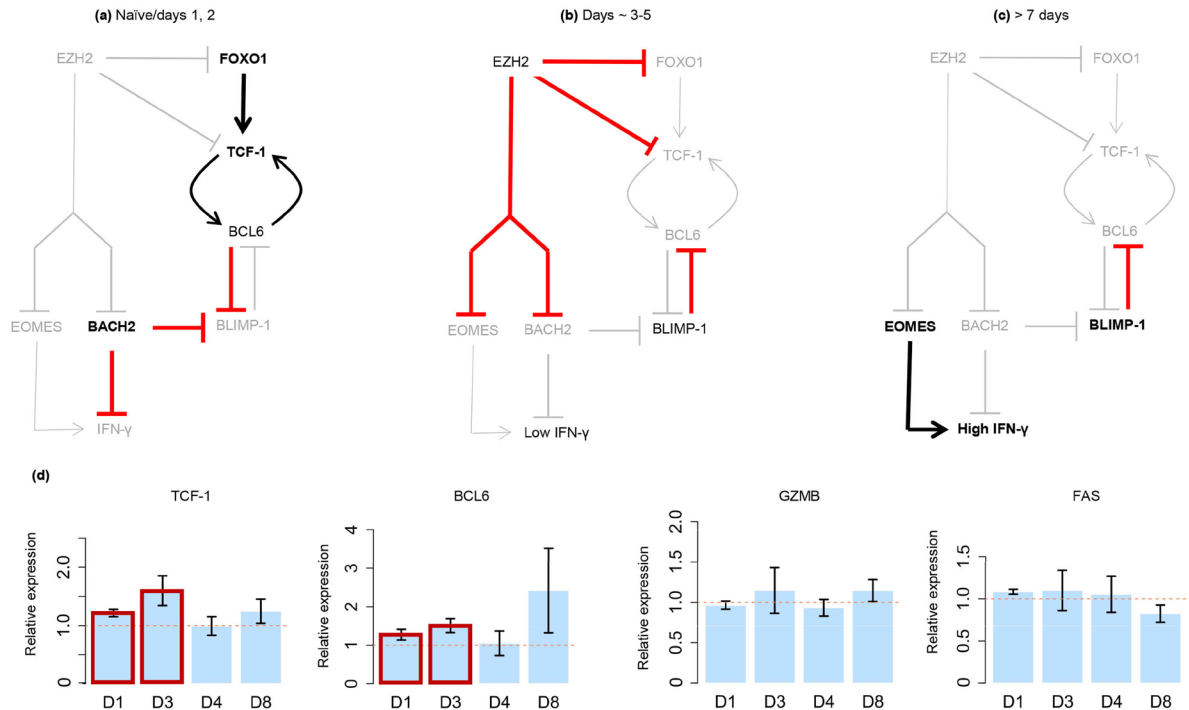 (a) Naïve/days 1, 2
(b) Days ~ 3-5
(c) > 7 days
EZH2
FOXO1
TCF-1
BCL6
EOMES
BACH2
BLIMP-1
IFN-γ
EZH2
FOXO1
TCF-1
BCL6
EOMES
BACH2
BLIMP-1
Low IFN-γ
EZH2
FOXO1
TCF-1
BCL6
EOMES
BACH2
BLIMP-1
High IFN-γ
(d)
TCF-1
Relative expression
0
1.0
2.0
D1 D3 D4 D8
BCL6
Relative expression
0
1
2
3
4
D1 D3 D4 D8
GZMB
Relative expression
0
0.5
1.0
1.5
2.0
D1 D3 D4 D8
FAS
Relative expression
0.0
0.5
1.0
1.5
D1 D3 D4 D8